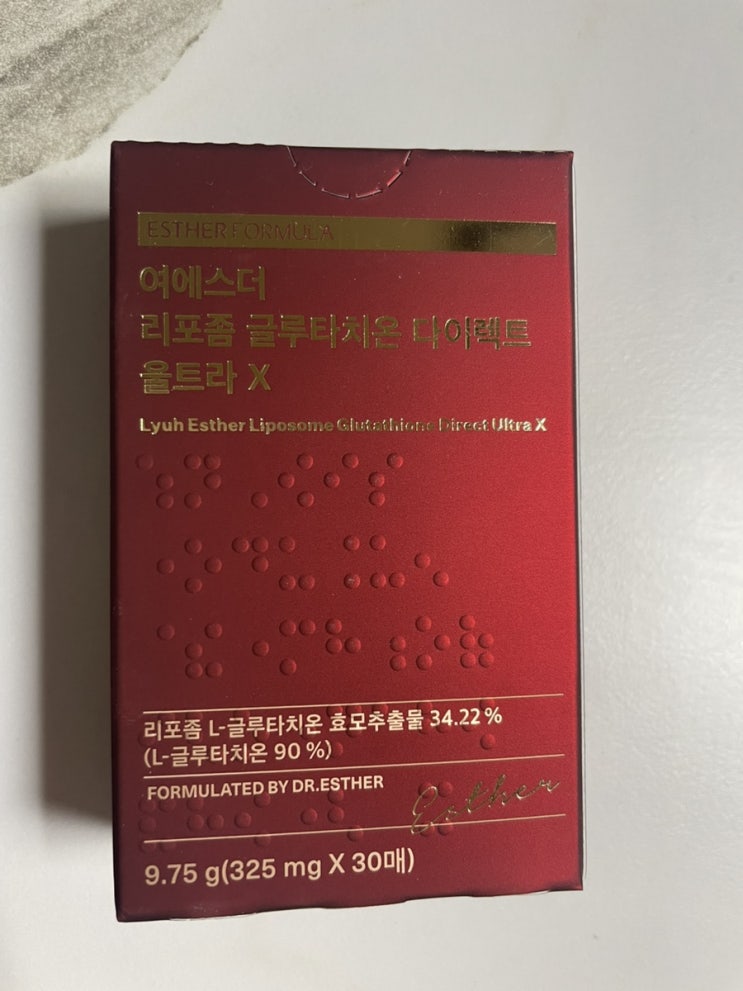 ESTHER FORMULA
여에스더
리포좀 글루타치온 다이렉트
울트라 X
Lyuh Esther Liposome Glutathione Direct Ultra X
리포좀 L-글루타치온 효모추출물 34.22 %
(L-글루타치온 90 %)
FORMULATED BY DR.ESTHER
Esther
9.75 g(325 mg X 30매)